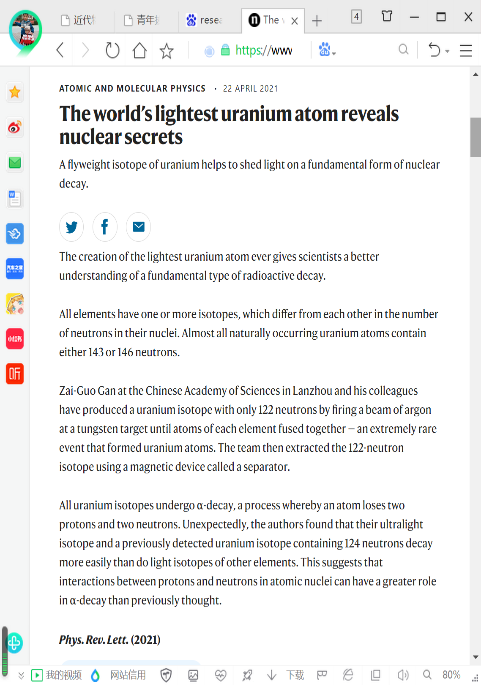 近代
青年
rese
The w
4
https://www
ATOMIC AND MOLECULAR PHYSICS • 22 APRIL 2021
The world's lightest uranium atom reveals
nuclear secrets
A flyweight isotope of uranium helps to shed light on a fundamental form of nuclear
decay.
The creation of the lightest uranium atom ever gives scientists a better
understanding of a fundamental type of radioactive decay.
All elements have one or more isotopes, which differ from each other in the number
of neutrons in their nuclei. Almost all naturally occurring uranium atoms contain
either 143 or 146 neutrons.
Zai-Guo Gan at the Chinese Academy of Sciences in Lanzhou and his colleagues
have produced a uranium isotope with only 122 neutrons by firing a beam of argon
at a tungsten target until atoms of each element fused together — an extremely rare
event that formed uranium atoms. The team then extracted the 122-neutron
isotope using a magnetic device called a separator.
All uranium isotopes undergo α-decay, a process whereby an atom loses two
protons and two neutrons. Unexpectedly, the authors found that their ultralight
isotope and a previously detected uranium isotope containing 124 neutrons decay
more easily than do light isotopes of other elements. This suggests that
interactions between protons and neutrons in atomic nuclei can have a greater role
in α-decay than previously thought.
Phys. Rev. Lett. (2021)
我的视频 网站信用 下载 80%